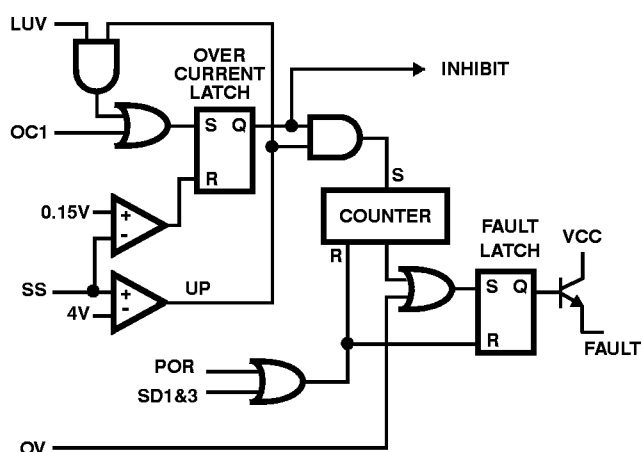 LUV
OVER
CURRENT
LATCH
INHIBIT
S Q
OC1
R
S
0.15V
+
-
COUNTER
FAULT
LATCH
VCC
R
SS
+
UP
4V
-
S Q
POR
R
FAULT
SD1&3
OV